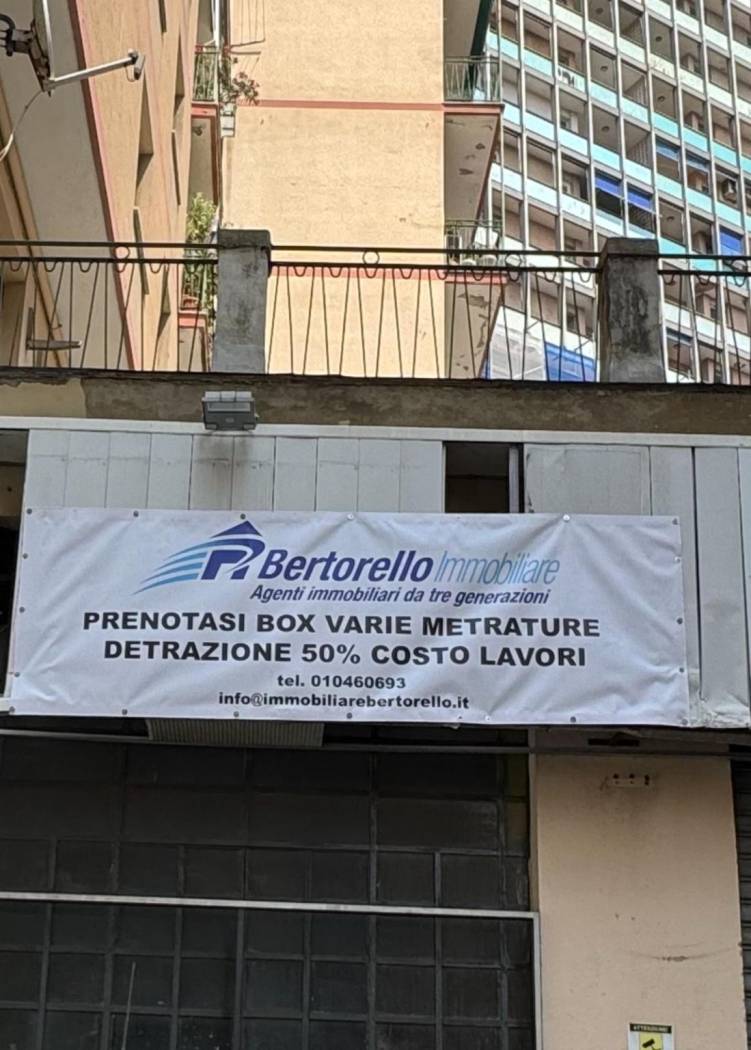 Bertorello Immobiliare
Agenti immobiliari da tre generazioni
PRENOTASI BOX VARIE METRATURE
DETRAZIONE 50% COSTO LAVORI
tel. 010460693
info@immobiliarebertorello.it
ATTENZIONE